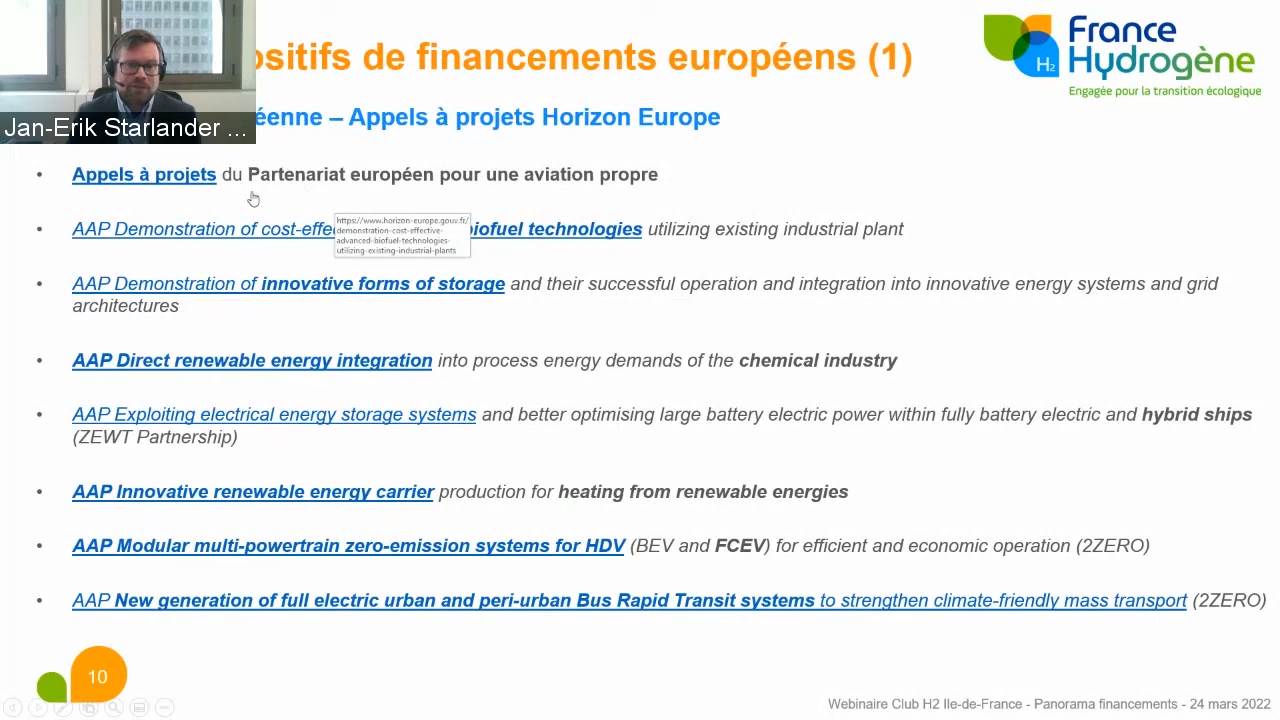 ositifs de financements européens (1)
France
Hydrogène
H2
Engagée pour la transition écologique
Jan-Erik Starlander ...
éenne – Appels à projets Horizon Europe
• Appels à projets du Partenariat européen pour une aviation propre
• AAP Demonstration of cost-effe biofuel technologies utilizing existing industrial plant
https://www.horizon-europe.gouv.fr/
demonstration-cost-effective-
advanced-biofuel-technologies-
utilizing-existing-industrial-plants
• AAP Demonstration of innovative forms of storage and their successful operation and integration into innovative energy systems and grid
architectures
• AAP Direct renewable energy integration into process energy demands of the chemical industry
• AAP Exploiting electrical energy storage systems and better optimising large battery electric power within fully battery electric and hybrid ships
(ZEWT Partnership)
• AAP Innovative renewable energy carrier production for heating from renewable energies
• AAP Modular multi-powertrain zero-emission systems for HDV (BEV and FCEV) for efficient and economic operation (2ZERO)
• AAP New generation of full electric urban and peri-urban Bus Rapid Transit systems to strengthen climate-friendly mass transport (2ZERO)
10
Webinaire Club H2 Ile-de-France - Panorama financements - 24 mars 2022